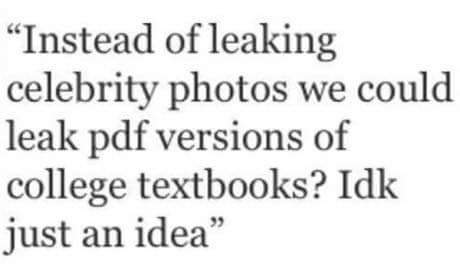 “Instead of leaking
celebrity photos we could
leak pdf versions of
college textbooks? Idk
just an idea”